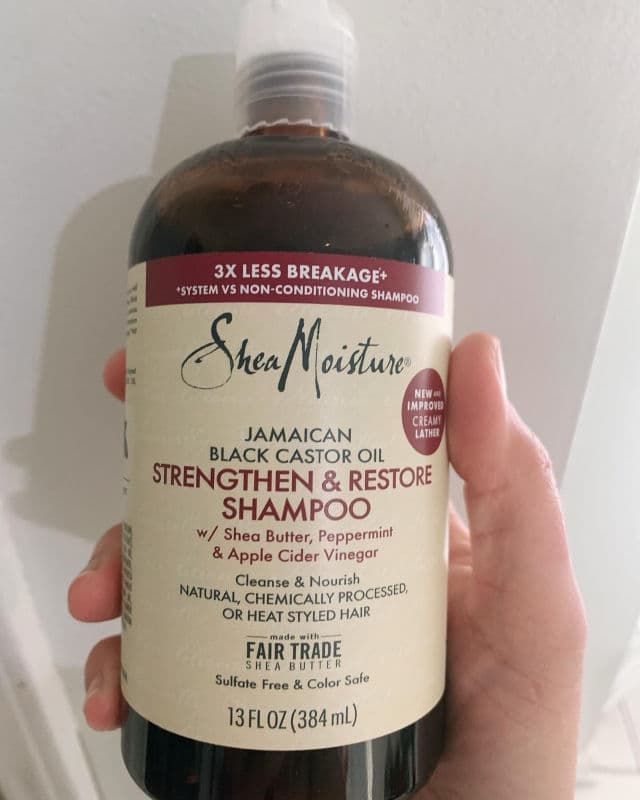 3X LESS BREAKAGE+
*SYSTEM VS NON-CONDITIONING SHAMPOO
SheaMoisture®
NEW AND
IMPROVED
CREAMY
LATHER
JAMAICAN
BLACK CASTOR OIL
STRENGTHEN & RESTORE
SHAMPOO
w/ Shea Butter, Peppermint
& Apple Cider Vinegar
Cleanse & Nourish
NATURAL, CHEMICALLY PROCESSED,
OR HEAT STYLED HAIR
made with
FAIR TRADE
SHEA BUTTER
Sulfate Free & Color Safe
13 FL OZ (384 mL)